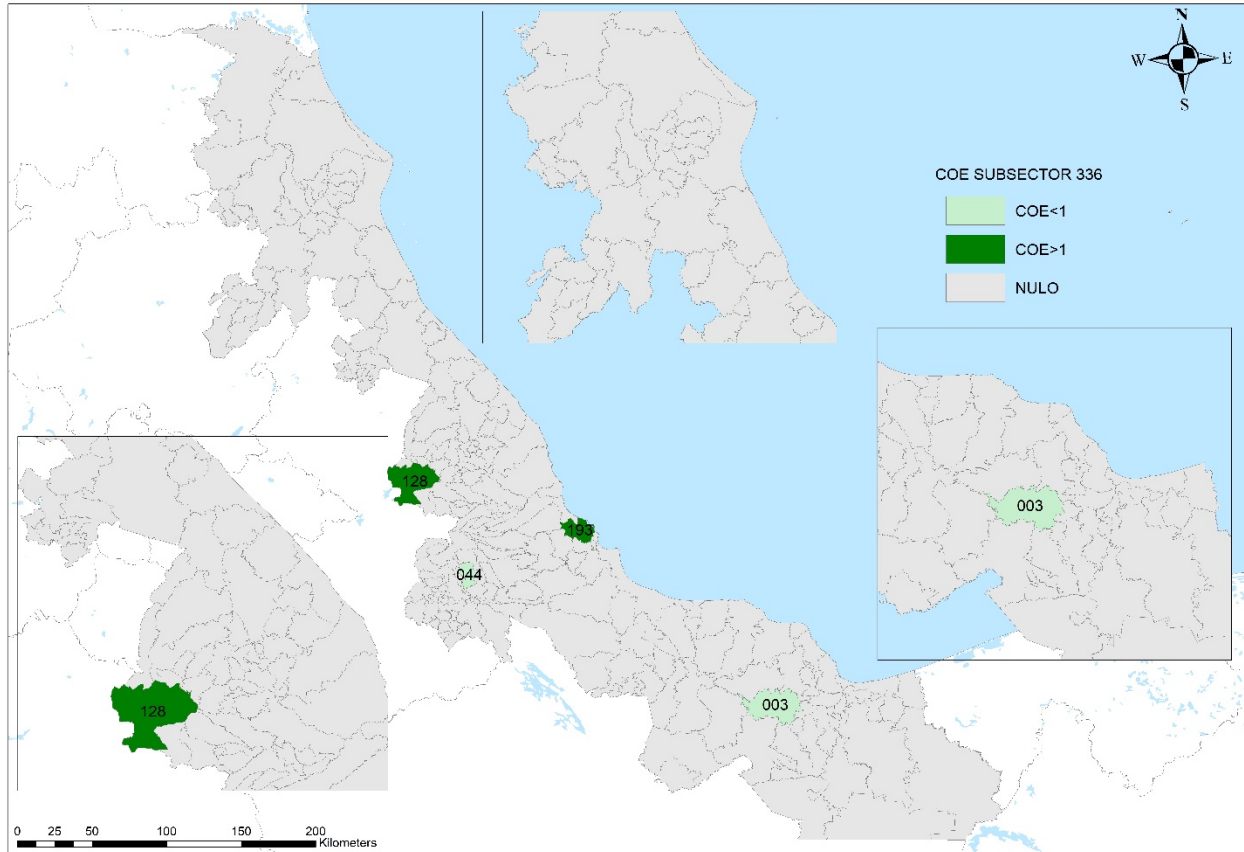 N
W E
S
COE SUBSECTOR 336
COE<1
COE>1
NULO
128
193
044
003
003
128
0 25 50 100 150 200
Kilometers